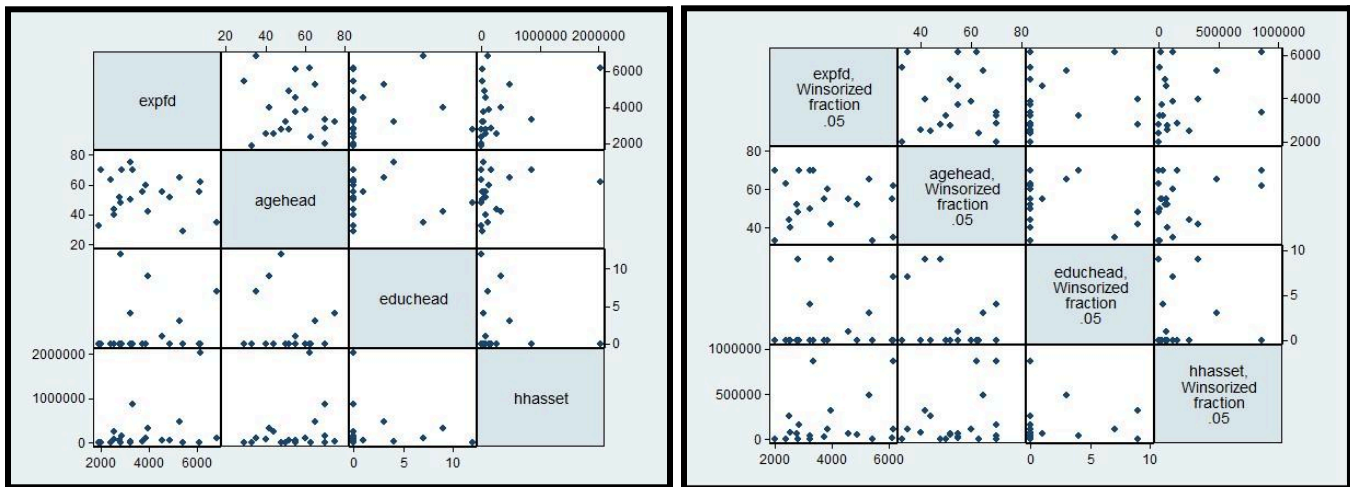 20 40 60 80
0 1000000 2000000
expfd
6000
4000
2000
80
60
40
20
agehead
educhead
10
5
0
2000000
1000000
0
hhasset
2000 4000 6000
0 5 10
40 60 80
0 500000 1000000
expfd,
Winsorized
fraction
.05
6000
4000
2000
80
60
40
agehead,
Winsorized
fraction
.05
educhead,
Winsorized
fraction
.05
10
5
0
1000000
500000
0
hhasset,
Winsorized
fraction
.05
2000 4000 6000
0 5 10